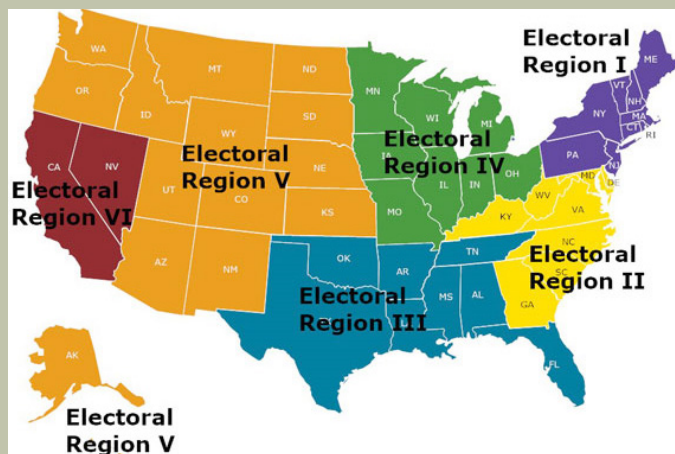 Electoral
Region I
WA
MT
ND
MN
ME
VT
NH
OR
ID
SD
WI
NY
MA
CT
RI
WY
MI
Electoral
Region IV
IA
PA
NJ
CA
NV
Electoral
Region V
NE
OH
MD
DE
Electoral
Region VI
UT
CO
IL
IN
WV
VA
KS
MO
KY
AZ
NM
OK
AR
TN
NC
SC
Electoral
Region II
Electoral
Region III
MS
AL
GA
FL
AK
Electoral
Region V